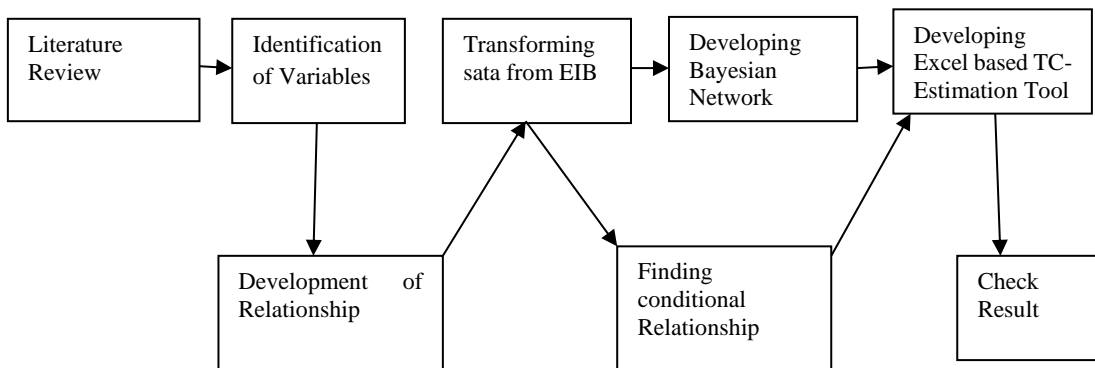 Literature
Review
Identification
of Variables
Transforming
sata from EIB
Developing
Bayesian
Network
Developing
Excel based TC-
Estimation Tool
Development of
Relationship
Finding
conditional
Relationship
Check
Result